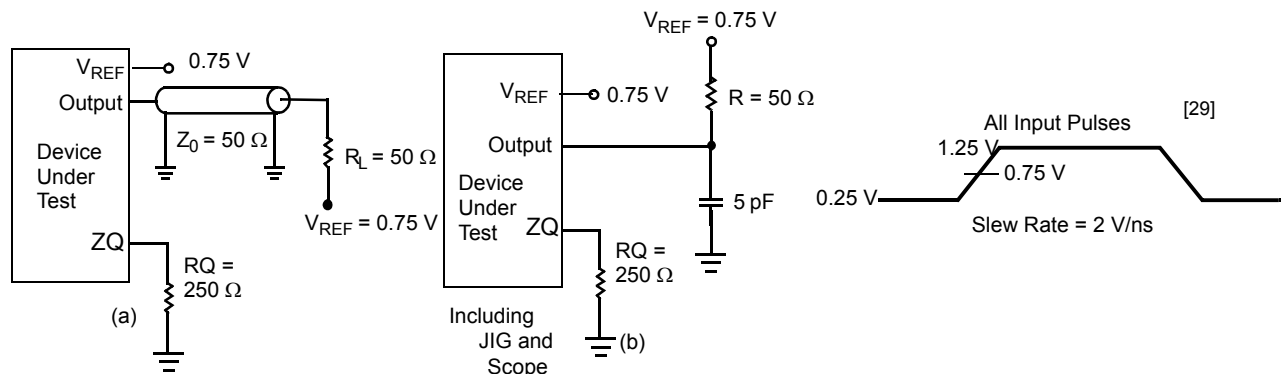 V_REF
0.75 V
Output
Z_0 = 50 Ω
Device
Under
Test
R_L = 50 Ω
V_REF = 0.75 V
ZQ
RQ =
250 Ω
(a)
V_REF = 0.75 V
V_REF
0.75 V
R = 50 Ω
Output
Device
Under
Test
5 pF
ZQ
RQ =
250 Ω
Including
JIG and
Scope
(b)
[29]
All Input Pulses
1.25 V
0.75 V
0.25 V
Slew Rate = 2 V/ns